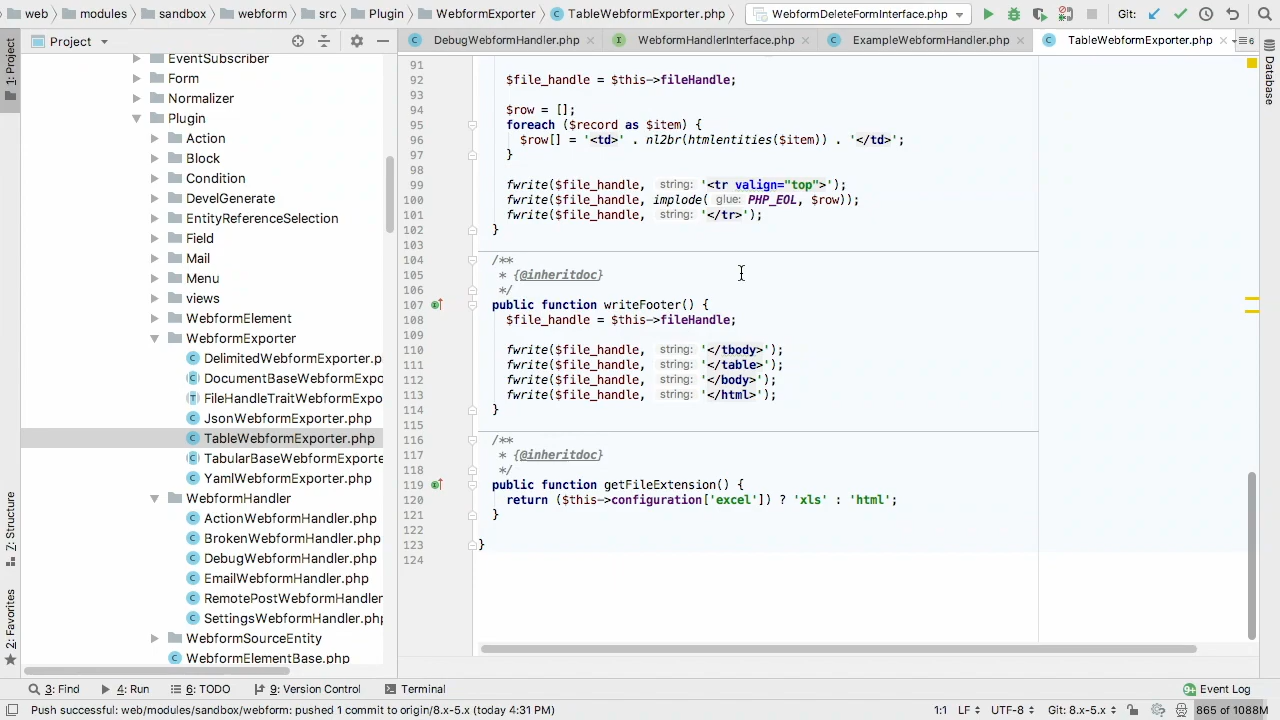 web modules sandbox webform src Plugin WebformExporter TableWebformExporter.php WebformDeleteFormInterface.php Git:
Project
DebugWebformHandler.php WebformHandlerInterface.php ExampleWebformHandler.php TableWebformExporter.php 6
1: Project
Z: Structure
2: Favorites
Database
EventSubscriber
Form
Normalizer
Plugin
Action
Block
Condition
DevelGenerate
EntityReferenceSelection
Field
Mail
Menu
views
WebformElement
WebformExporter
DelimitedWebformExporter.p
DocumentBaseWebformExpo
FileHandleTraitWebformExpo
JsonWebformExporter.php
TableWebformExporter.php
TabularBaseWebformExporte
YamlWebformExporter.php
WebformHandler
ActionWebformHandler.php
BrokenWebformHandler.php
DebugWebformHandler.php
EmailWebformHandler.php
RemotePostWebformHandler
SettingsWebformHandler.php
WebformSourceEntity
WebformElementBase.php
91
92 $file_handle = $this->fileHandle;
93
94 $row = [];
95 foreach ($record as $item) {
96 $row[] = '<td>' . nl2br(htmlentities($item)) . '</td>';
97 }
98
99 fwrite($file_handle, string: '<tr valign="top">');
100 fwrite($file_handle, implode( glue: PHP_EOL, $row));
101 fwrite($file_handle, string: '</tr>');
102 }
103
104 /**
105 * {@inheritdoc}
106 */
107 public function writeFooter() {
108 $file_handle = $this->fileHandle;
109
110 fwrite($file_handle, string: '</tbody>');
111 fwrite($file_handle, string: '</table>');
112 fwrite($file_handle, string: '</body>');
113 fwrite($file_handle, string: '</html>');
114 }
115
116 /**
117 * {@inheritdoc}
118 */
119 public function getFileExtension() {
120 return ($this->configuration['excel']) ? 'xls' : 'html';
121 }
122
123 }
124
3: Find 4: Run 6: TODO 9: Version Control Terminal Event Log
Push successful: web/modules/sandbox/webform: pushed 1 commit to origin/8.x-5.x (today 4:31 PM) 1:1 LF UTF-8 Git: 8.x-5.x 865 of 1088M